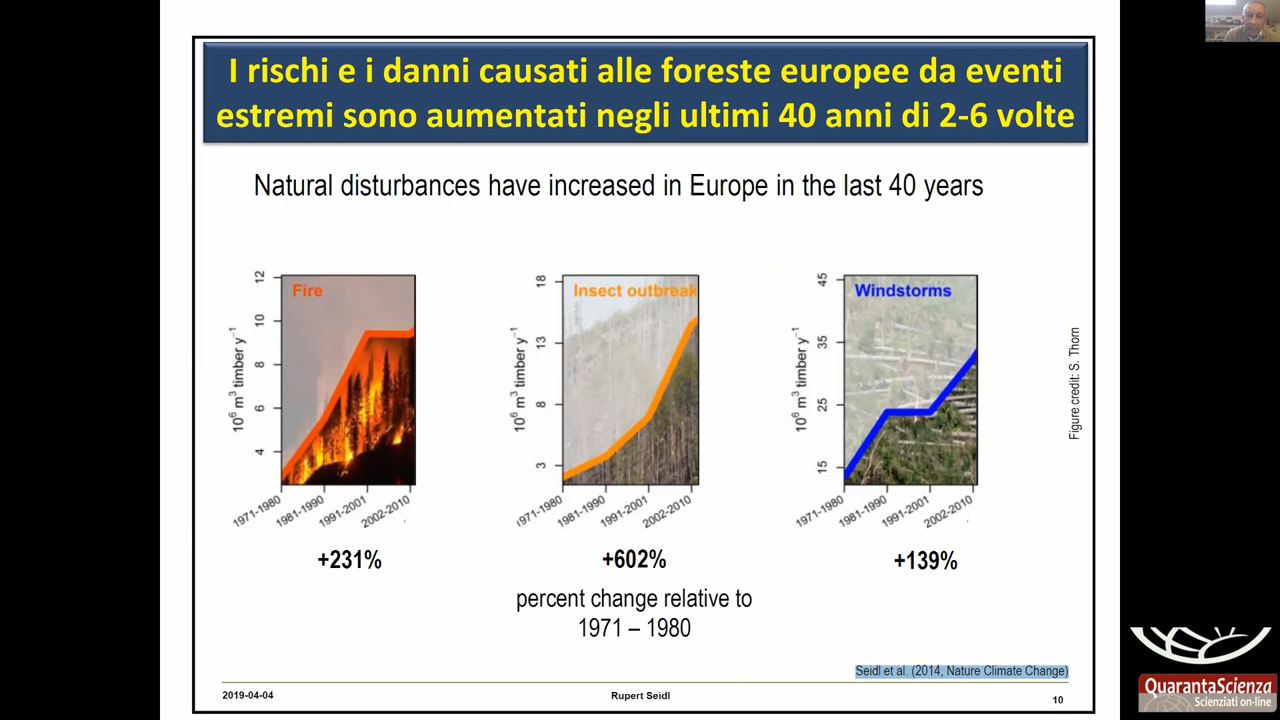 I rischi e i danni causati alle foreste europee da eventi
estremi sono aumentati negli ultimi 40 anni di 2-6 volte
Natural disturbances have increased in Europe in the last 40 years
Fire
12
10
8
6
4
10⁶ m³ timber y⁻¹
1971-1980
1981-1990
1991-2001
2002-2010
+231%
Insect outbreak
18
13
8
3
10⁶ m³ timber y⁻¹
1971-1980
1981-1990
1991-2001
2002-2010
+602%
Windstorms
45
35
25
15
10⁶ m³ timber y⁻¹
1971-1980
1981-1990
1991-2001
2002-2010
+139%
Figure credit: S. Thorn
percent change relative to
1971 – 1980
Seidl et al. (2014, Nature Climate Change)
2019-04-04
Rupert Seidl
10
QuarantaScienza
Scienziati on-line